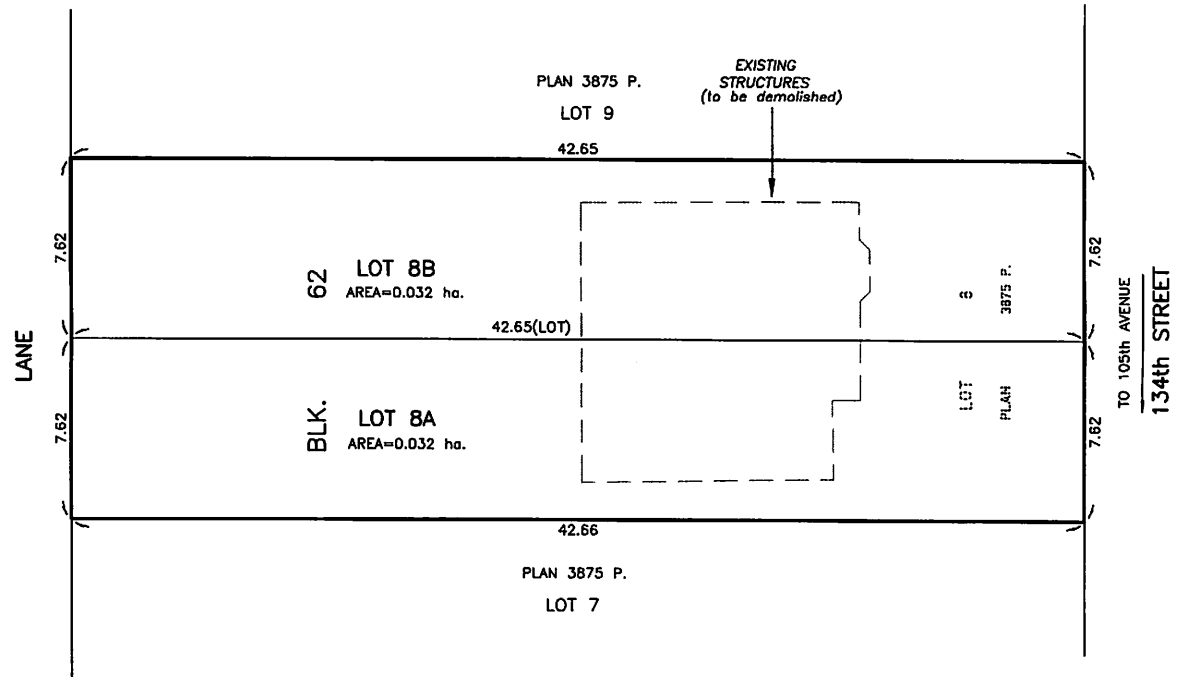 EXISTING
STRUCTURES
(to be demolished)
PLAN 3875 P.
LOT 9
42.65
7.62
7.62
LOT 8B
AREA=0.032 ha.
62
8
3875 P.
42.65(LOT)
LANE
TO 105th AVENUE
134th STREET
LOT 8A
AREA=0.032 ha.
BLK.
LOT
PLAN
7.62
7.62
42.66
PLAN 3875 P.
LOT 7